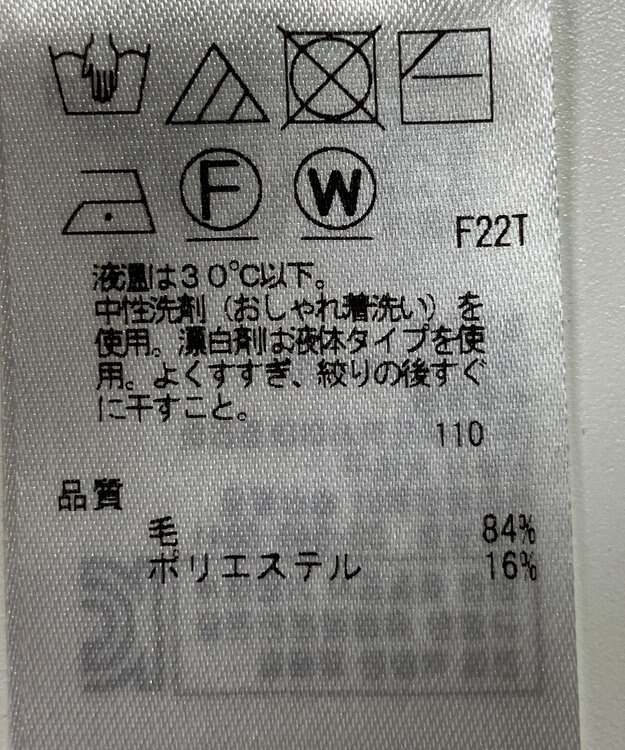 F W F22T
液温は30℃以下。
中性洗剤（おしゃれ着洗い）を
使用。漂白剤は液体タイプを使
用。よくすすぎ、絞りの後すぐ
に干すこと。
110
品質
毛 84%
ポリエステル 16%